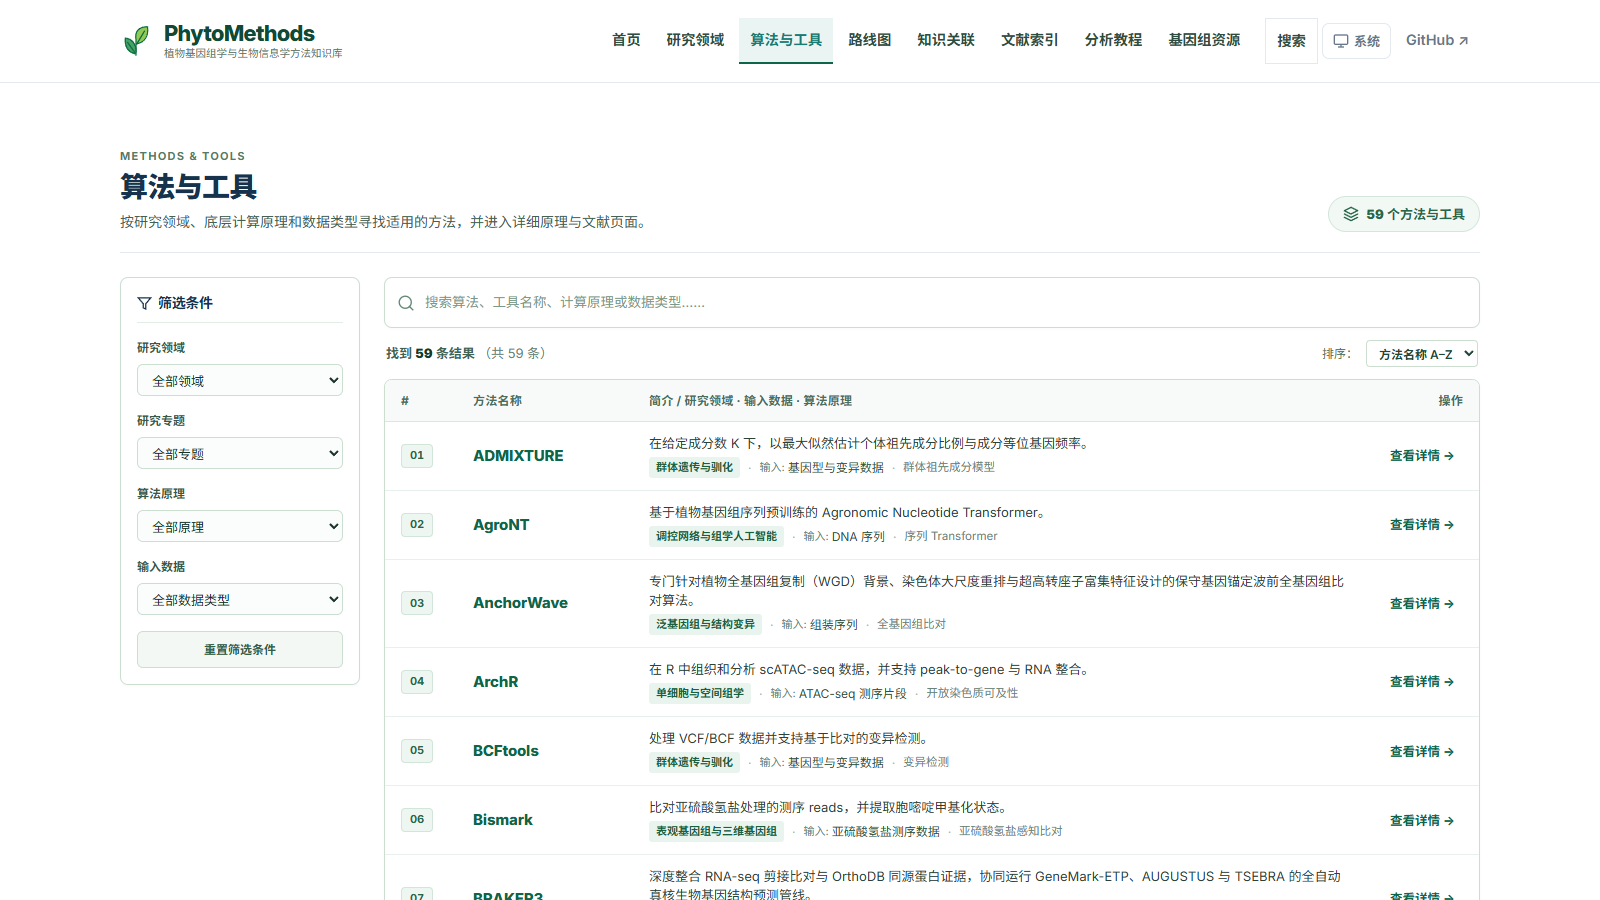 PhytoMethods
植物基因组学与生物信息学方法知识库
首页 研究领域 算法与工具 路线图 知识关联 文献索引 分析教程 基因组资源 搜索 系统 GitHub ↗
METHODS & TOOLS
算法与工具
按研究领域、底层计算原理和数据类型寻找适用的方法，并进入详细原理与文献页面。
59 个方法与工具
筛选条件
研究领域
全部领域
研究专题
全部专题
算法原理
全部原理
输入数据
全部数据类型
重置筛选条件
搜索算法、工具名称、计算原理或数据类型……
找到 59 条结果 （共 59 条）
排序： 方法名称 A–Z
# 方法名称 简介 / 研究领域 · 输入数据 · 算法原理 操作
01 ADMIXTURE 在给定成分数 K 下，以最大似然估计个体祖先成分比例与成分等位基因频率。
群体遗传与驯化 · 输入: 基因型与变异数据 · 群体祖先成分模型
查看详情 →
02 AgroNT 基于植物基因组序列预训练的 Agronomic Nucleotide Transformer。
调控网络与组学人工智能 · 输入: DNA 序列 · 序列 Transformer
查看详情 →
03 AnchorWave 专门针对植物全基因组复制（WGD）背景、染色体大尺度重排与超高转座子富集特征设计的保守基因锚定波前全基因组比
对算法。
泛基因组与结构变异 · 输入: 组装序列 · 全基因组比对
查看详情 →
04 ArchR 在 R 中组织和分析 scATAC-seq 数据，并支持 peak-to-gene 与 RNA 整合。
单细胞与空间组学 · 输入: ATAC-seq 测序片段 · 开放染色质可及性
查看详情 →
05 BCFtools 处理 VCF/BCF 数据并支持基于比对的变异检测。
群体遗传与驯化 · 输入: 基因型与变异数据 · 变异检测
查看详情 →
06 Bismark 比对亚硫酸氢盐处理的测序 reads，并提取胞嘧啶甲基化状态。
表观基因组与三维基因组 · 输入: 亚硫酸氢盐测序数据 · 亚硫酸氢盐感知比对
查看详情 →
07 BRAKER3 深度整合 RNA-seq 剪接比对与 OrthoDB 同源蛋白证据，协同运行 GeneMark-ETP、AUGUSTUS 与 TSEBRA 的全自动
真核生物基因结构预测管线。
查看详情 →